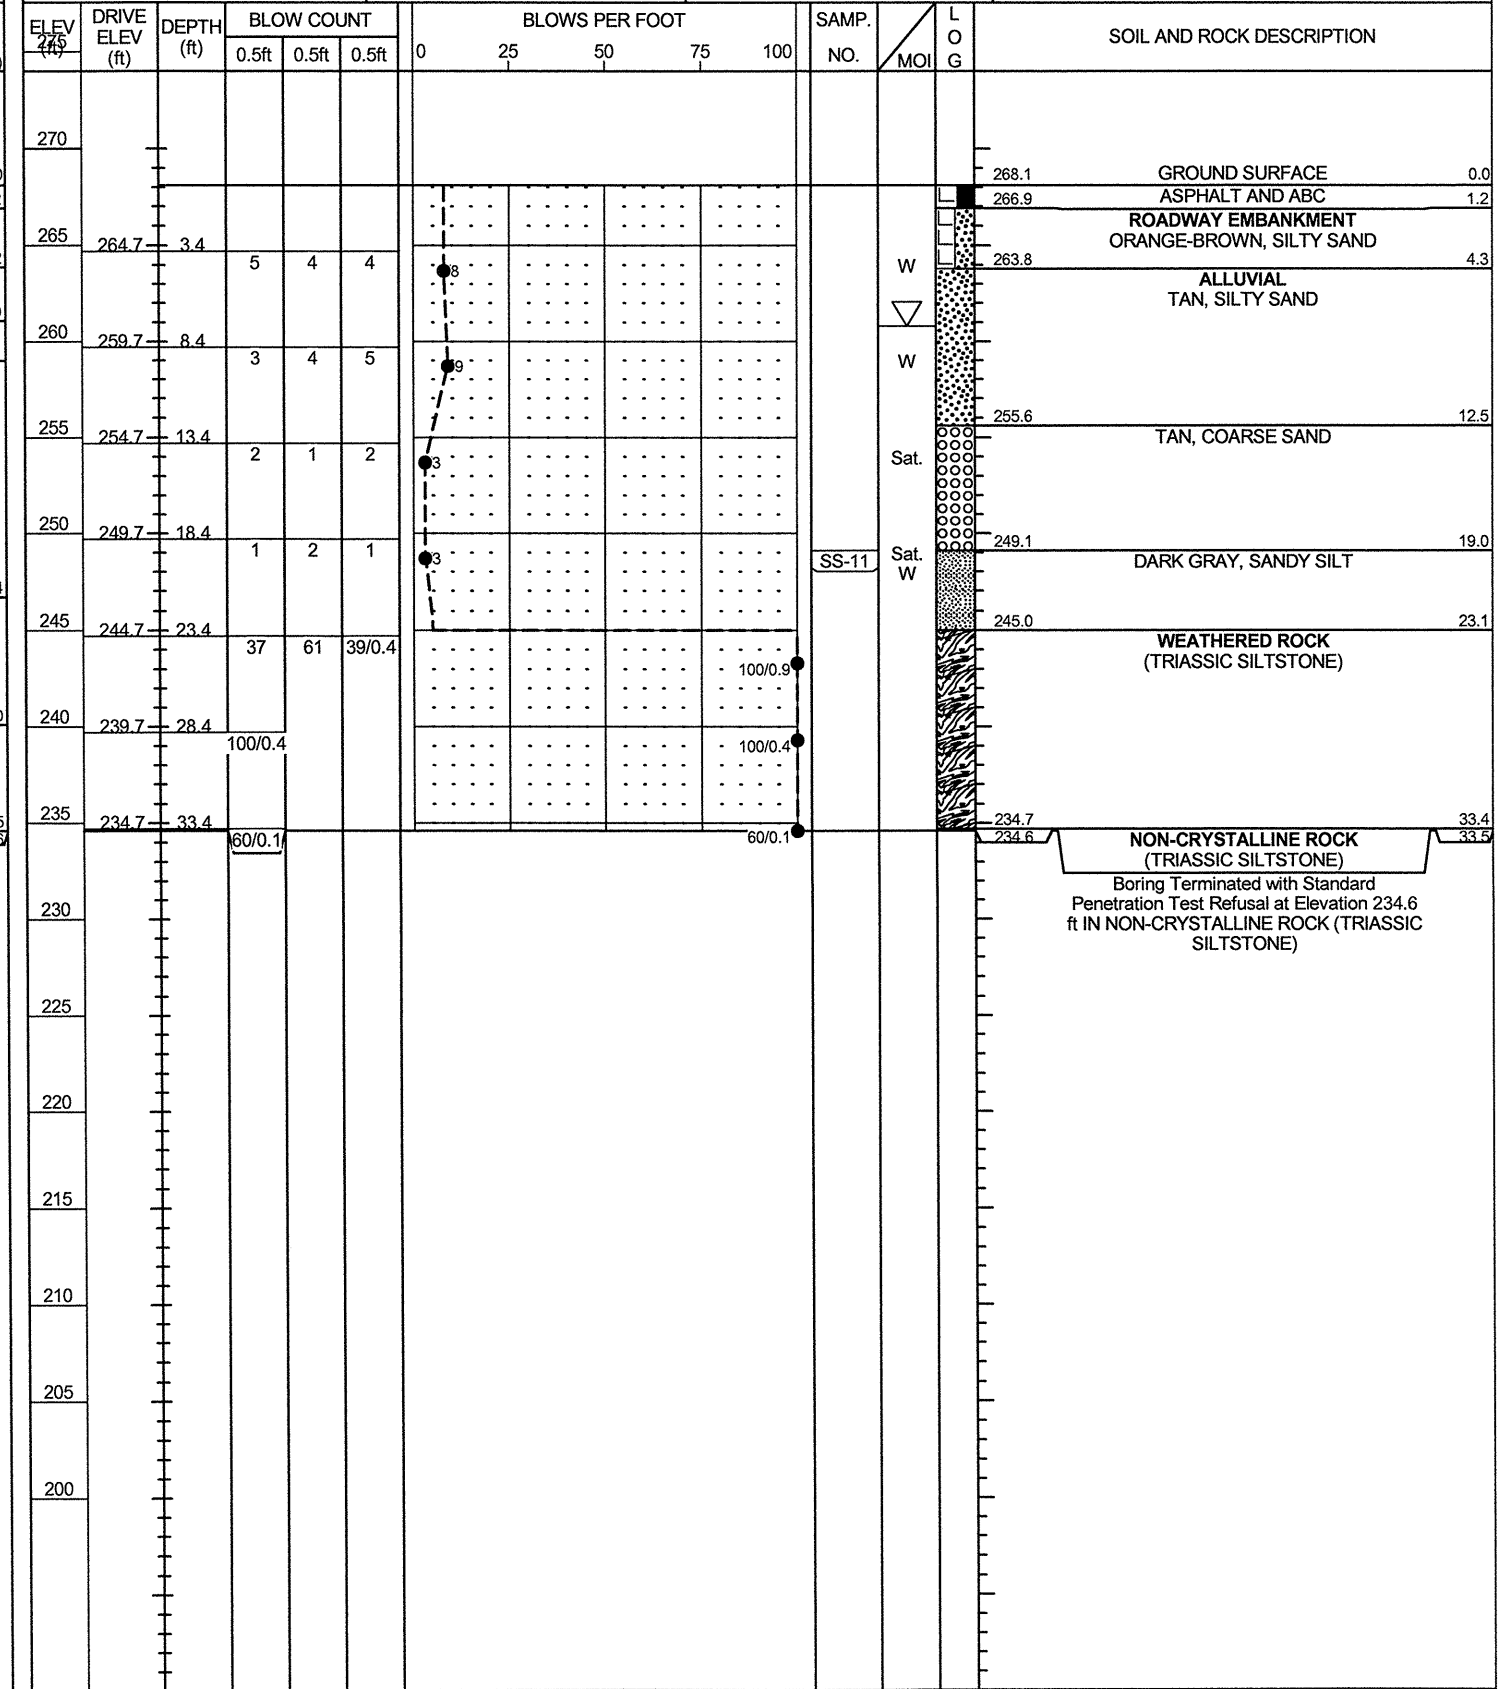 ELEV (ft) DRIVE ELEV (ft) DEPTH (ft) BLOW COUNT BLOWS PER FOOT SAMP. NO. MOI L O G SOIL AND ROCK DESCRIPTION
0.5ft 0.5ft 0.5ft 0 25 50 75 100
275
270
268.1 GROUND SURFACE 0.0
266.9 ASPHALT AND ABC 1.2
ROADWAY EMBANKMENT
265 264.7 3.4 ORANGE-BROWN, SILTY SAND
5 4 4 8 W 263.8 4.3
ALLUVIAL
TAN, SILTY SAND
260 259.7 8.4
3 4 5 9 W
255.6 12.5
255 254.7 13.4 TAN, COARSE SAND
2 1 2 3 Sat.
250 249.7 18.4
249.1 19.0
1 2 1 3 Sat.
SS-11 W DARK GRAY, SANDY SILT
245 244.7 23.4 245.0 23.1
37 61 39/0.4 WEATHERED ROCK
100/0.9 (TRIASSIC SILTSTONE)
240 239.7 28.4
100/0.4 100/0.4
235 234.7 33.4 234.7 33.4
60/0.1 60/0.1 234.6 NON-CRYSTALLINE ROCK 33.5
(TRIASSIC SILTSTONE)
Boring Terminated with Standard
Penetration Test Refusal at Elevation 234.6
ft IN NON-CRYSTALLINE ROCK (TRIASSIC
SILTSTONE)
230
225
220
215
210
205
200